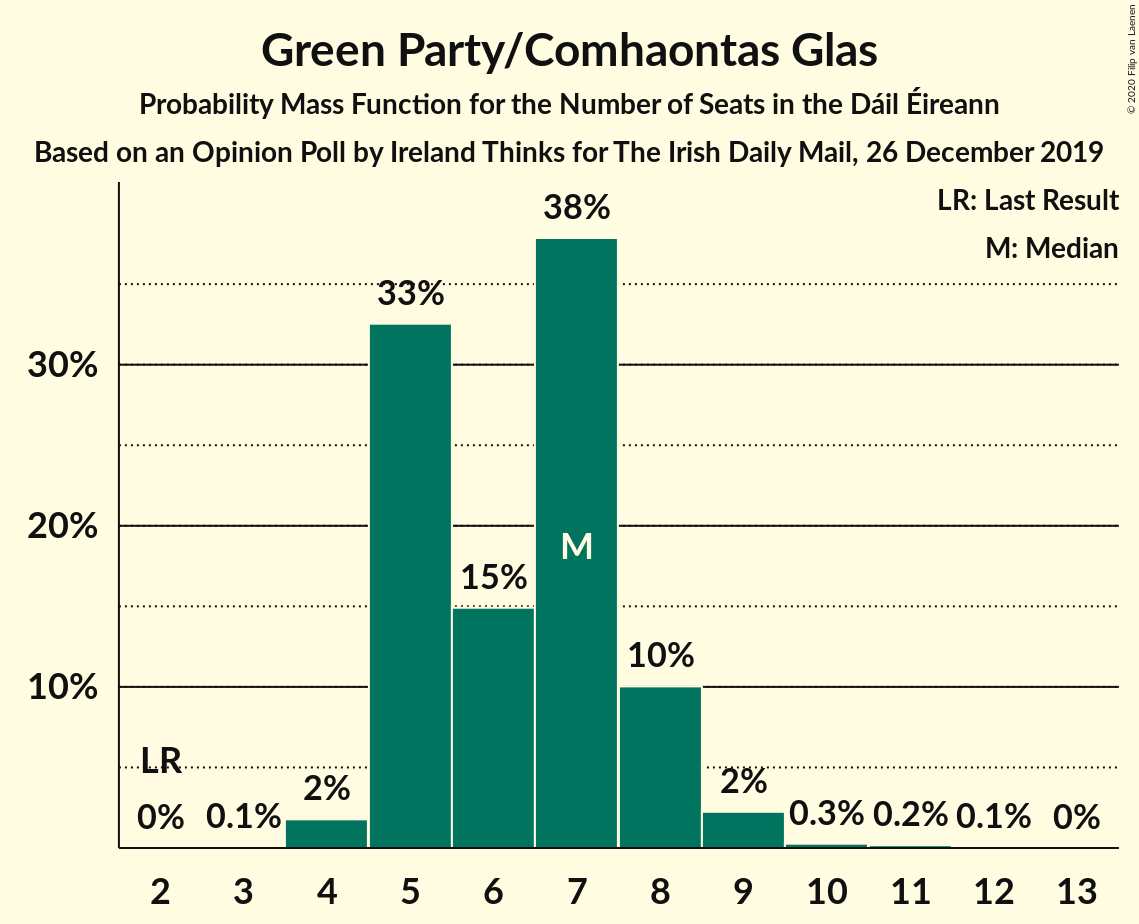 Green Party/Comhaontas Glas
Probability Mass Function for the Number of Seats in the Dáil Éireann
Based on an Opinion Poll by Ireland Thinks for The Irish Daily Mail, 26 December 2019
© 2020 Filip van Laenen
LR: Last Result
M: Median
38%
33%
30%
20%
M
15%
10%
10%
LR
2%
2%
0%
0.1%
0.3%
0.2%
0.1%
0%
2 3 4 5 6 7 8 9 10 11 12 13